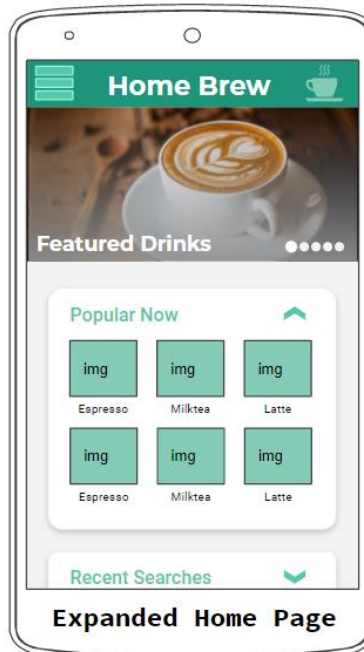 Home Brew
Featured Drinks
Popular Now
img img img
Espresso Milktea Latte
img img img
Espresso Milktea Latte
Recent Searches
Expanded Home Page